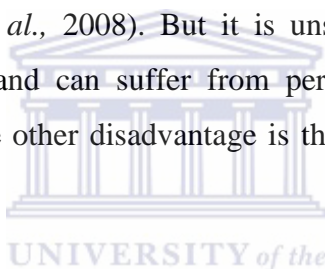 al., 2008). But it is uns
and can suffer from per
other disadvantage is th
UNIVERSITY of the